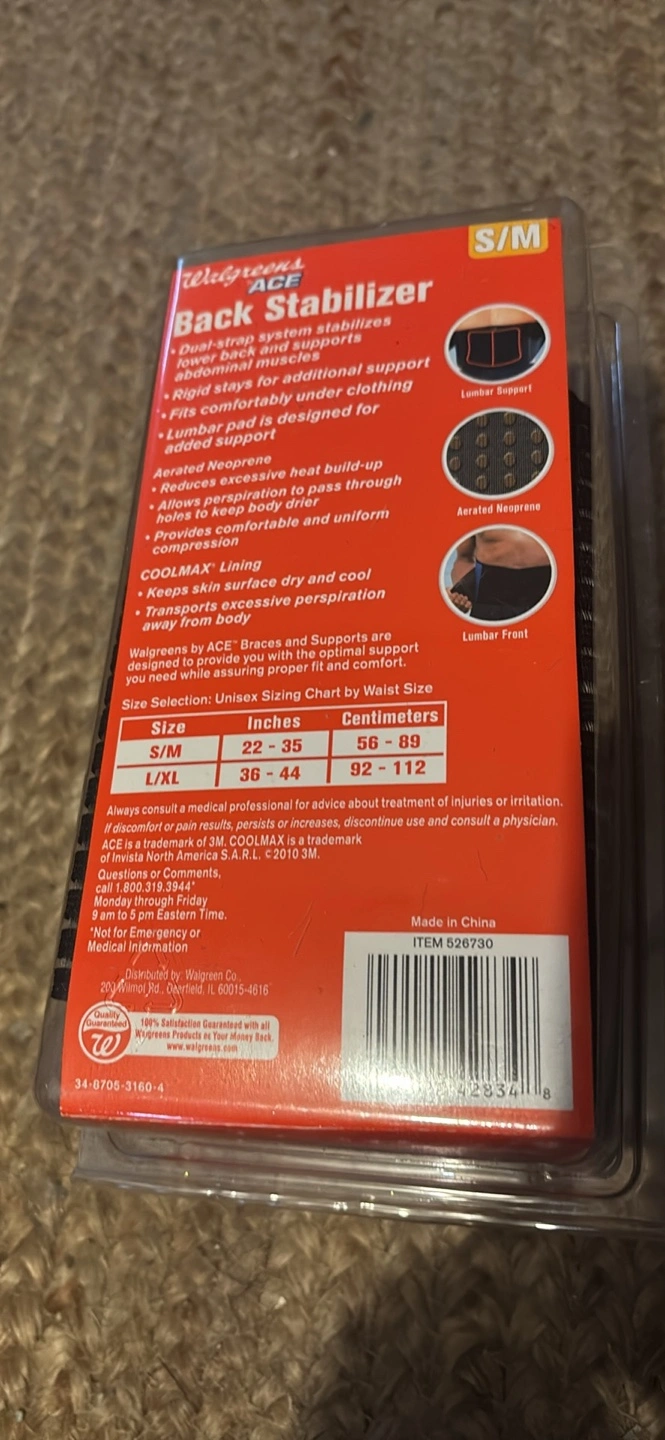 S/M
Walgreens
ACE
Back Stabilizer
• Dual-strap system stabilizes
lower back and supports
abdominal muscles
• Rigid stays for additional support
• Fits comfortably under clothing
• Lumbar pad is designed for
added support
Lumbar Support
Aerated Neoprene
• Reduces excessive heat build-up
• Allows perspiration to pass through
holes to keep body drier
• Provides comfortable and uniform
compression
Aerated Neoprene
COOLMAX® Lining
• Keeps skin surface dry and cool
• Transports excessive perspiration
away from body
Lumbar Front
Walgreens by ACE™ Braces and Supports are
designed to provide you with the optimal support
you need while assuring proper fit and comfort.
Size Selection: Unisex Sizing Chart by Waist Size
Size Inches Centimeters
S/M 22 - 35 56 - 89
L/XL 36 - 44 92 - 112
Always consult a medical professional for advice about treatment of injuries or irritation.
If discomfort or pain results, persists or increases, discontinue use and consult a physician.
ACE is a trademark of 3M. COOLMAX is a trademark
of Invista North America S.A.R.L. ©2010 3M.
Questions or Comments,
call 1.800.319.3944*
Monday through Friday
9 am to 5 pm Eastern Time.
*Not for Emergency or
Medical Information
Distributed by: Walgreen Co.,
200 Wilmot Rd., Deerfield, IL 60015-4616
Quality
Guaranteed
W
100% Satisfaction Guaranteed with all
Walgreens Products or Your Money Back.
www.walgreens.com
34-8705-3160-4
Made in China
ITEM 526730
42834 8